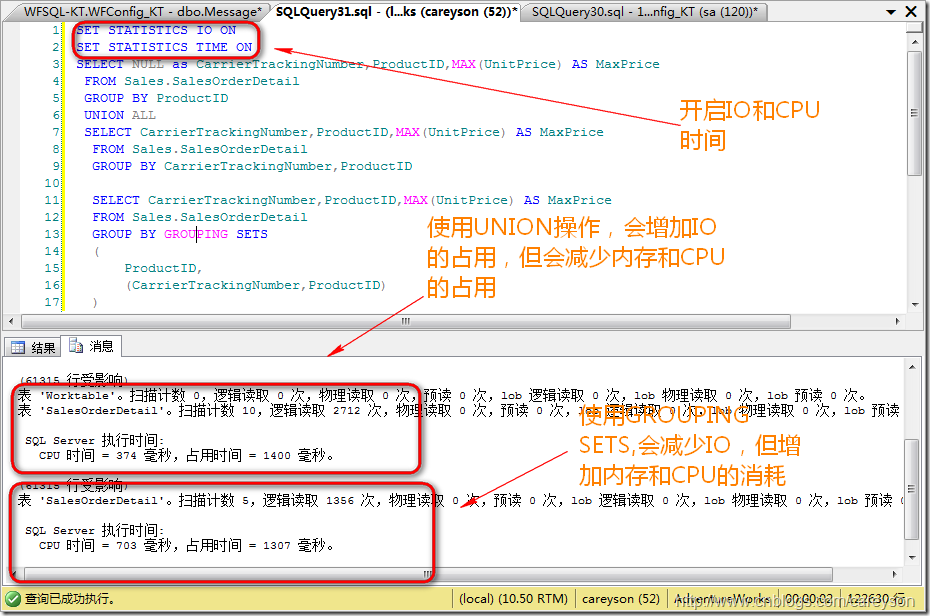 WFSQL-KT.WFConfig_KT - dbo.Message*
SQLQuery31.sql - (l...ks (careyson (52))*
SQLQuery30.sql - 1...nfig_KT (sa (120))*
1 SET STATISTICS IO ON
2 SET STATISTICS TIME ON
3 SELECT NULL as CarrierTrackingNumber,ProductID,MAX(UnitPrice) AS MaxPrice
4 FROM Sales.SalesOrderDetail
5 GROUP BY ProductID
6 UNION ALL
7 SELECT CarrierTrackingNumber,ProductID,MAX(UnitPrice) AS MaxPrice
8 FROM Sales.SalesOrderDetail
9 GROUP BY CarrierTrackingNumber,ProductID
10
11 SELECT CarrierTrackingNumber,ProductID,MAX(UnitPrice) AS MaxPrice
12 FROM Sales.SalesOrderDetail
13 GROUP BY GROUPING SETS
14 (
15 ProductID,
16 (CarrierTrackingNumber,ProductID)
17 )
开启IO和CPU
时间
使用UNION操作，会增加IO
的占用，但会减少内存和CPU
的占用
结果
消息
(61315 行受影响)
表 'Worktable'。扫描计数 0，逻辑读取 0 次，物理读取 0 次，预读 0 次，lob 逻辑读取 0 次，lob 物理读取 0 次，lob 预读 0 次。
表 'SalesOrderDetail'。扫描计数 10，逻辑读取 2712 次，物理读取 0 次，预读 0 次，lob 逻辑读取 0 次，lob 物理读取 0 次，lob 预读
SQL Server 执行时间:
CPU 时间 = 374 毫秒，占用时间 = 1400 毫秒。
使用GROUPING
SETS,会减少IO，但增
加内存和CPU的消耗
(61315 行受影响)
表 'SalesOrderDetail'。扫描计数 5，逻辑读取 1356 次，物理读取 0 次，预读 0 次，lob 逻辑读取 0 次，lob 物理读取 0 次，lob 预读 0
SQL Server 执行时间:
CPU 时间 = 703 毫秒，占用时间 = 1307 毫秒。
查询已成功执行。
(local) (10.50 RTM)
careyson (52)
AdventureWorks
00:00:02
122630 行
http://www.cnblogs.com/careyson